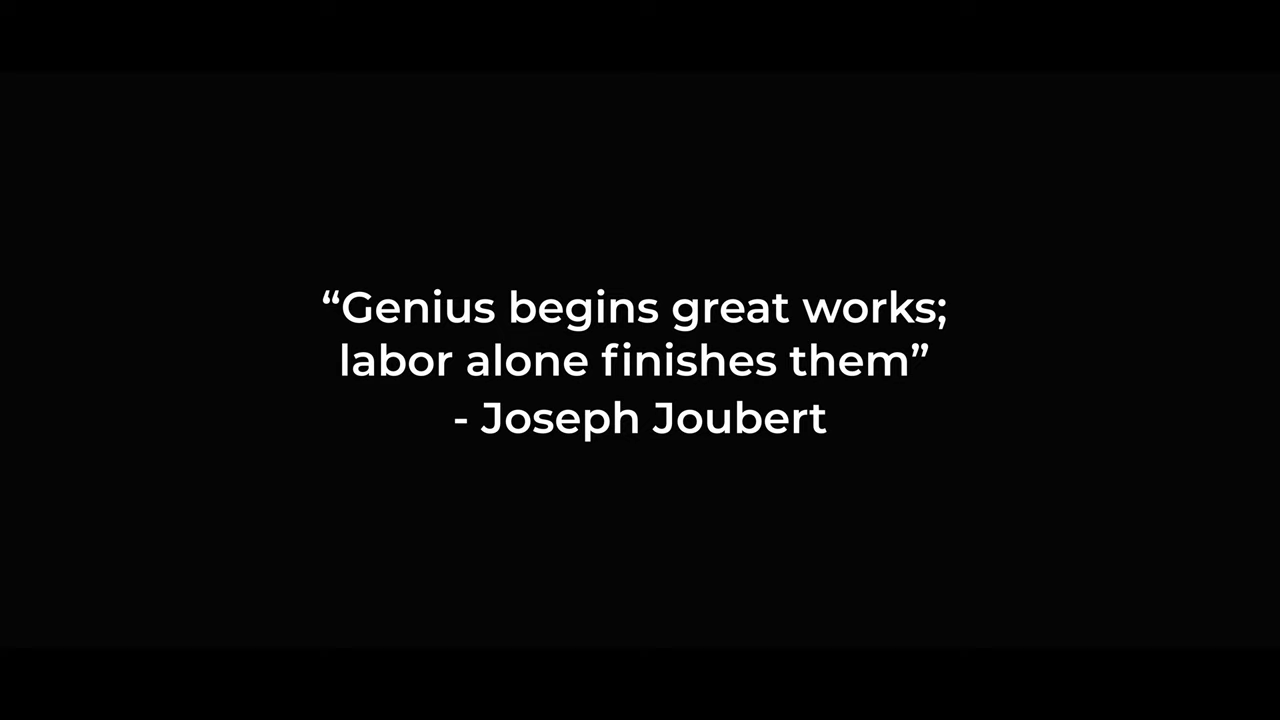 “Genius begins great works;
labor alone finishes them”
- Joseph Joubert